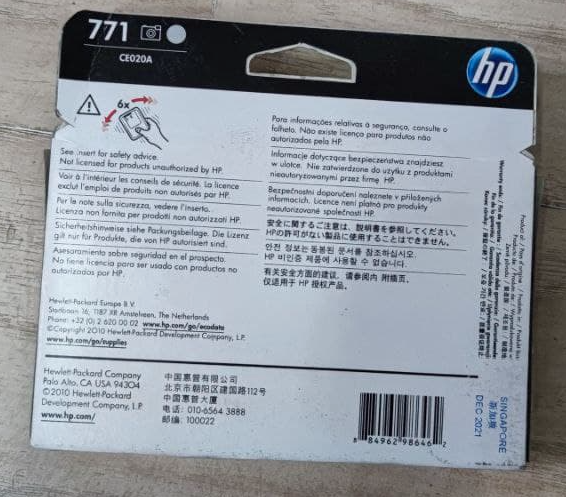 771
CE020A
hp
6x
See insert for safety advice.
Not licensed for products unauthorized by HP.
Voir à l'intérieur les conseils de sécurité. La licence
exclut l'emploi de produits non autorisés par HP.
Per le note sulla sicurezza, vedere l'inserto.
Licenza non fornita per prodotti non autorizzati HP.
Sicherheitshinweise siehe Packungsbeilage. Die Lizenz
gilt nur für Produkte, die von HP autorisiert sind.
Asesoramiento sobre seguridad en el prospecto.
No tiene licencia para ser usado con productos no
autorizados por HP.
Para informações relativas à segurança, consulte o
folheto. Não existe licença para produtos não
autorizados pela HP.
Informacje dotyczące bezpieczeństwa znajdziesz
w ulotce. Nie zatwierdzone do użytku z produktami
nieautoryzowanymi przez firmę HP.
Bezpečnostní doporučení naleznete v přiložených
informacích. Licence není platná pro produkty
neautorizované společností HP.
安全に関するご注意は、説明書を参照してください。
HPの許可がない製品に使用することはできません。
안전 정보는 동봉된 문서를 참조하십시오.
HP 비인증 제품에 사용할 수 없습니다.
有关安全方面的建议，请参阅内附插页。
仅适用于 HP 授权产品。
Hewlett-Packard Europe B.V.
Startbaan 16, 1187 XR Amstelveen, The Netherlands
Phone: +32 (0) 2 620 00 02 www.hp.com/go/ecodata
© Copyright 2010 Hewlett-Packard Development Company, L.P.
www.hp.com/go/supplies
Hewlett-Packard Company
Palo Alto, CA USA 94304
© 2010 Hewlett-Packard
Development Company, L.P.
www.hp.com/
中国惠普有限公司
北京市朝阳区建国路112号
中国惠普大厦
电话: 010-6564 3888
邮编: 100022
8 84962 98646 2
SINGAPORE
新加坡
DEC 2021